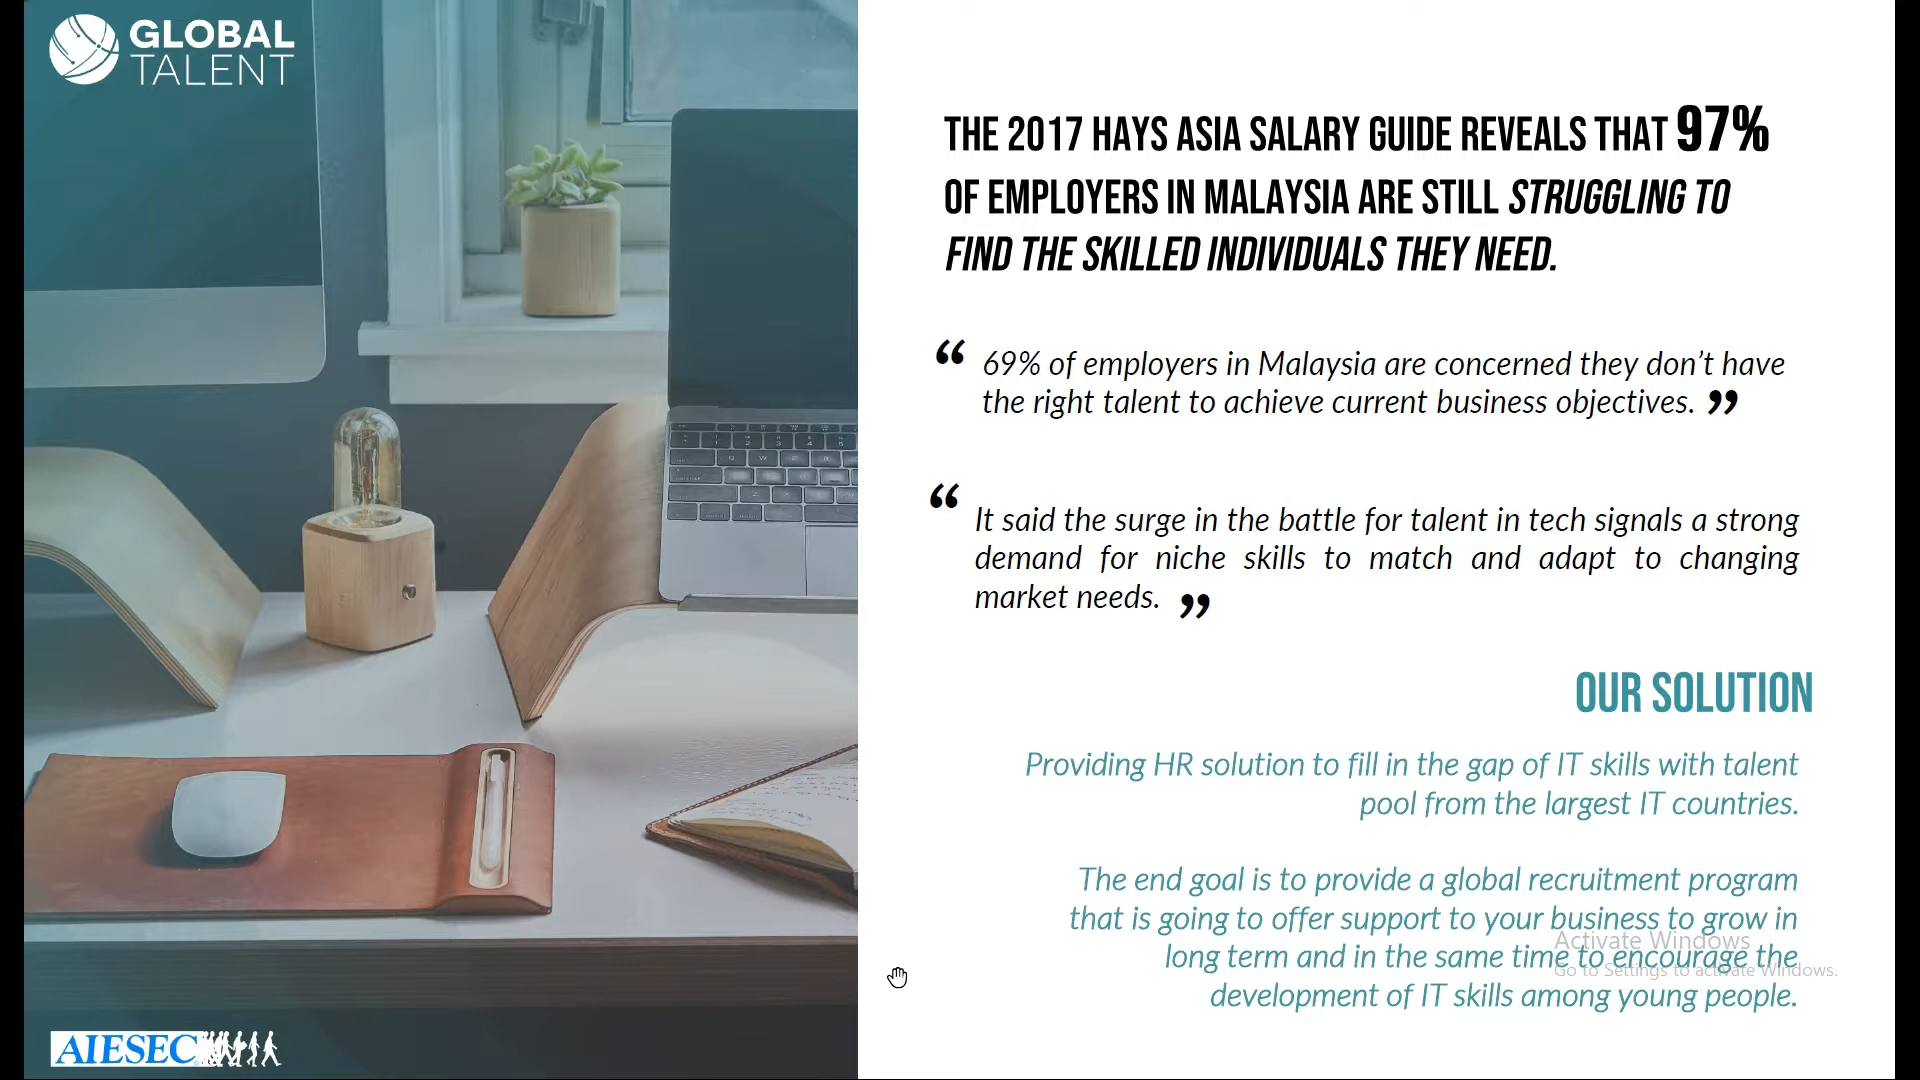 GLOBAL
TALENT
THE 2017 HAYS ASIA SALARY GUIDE REVEALS THAT 97%
OF EMPLOYERS IN MALAYSIA ARE STILL STRUGGLING TO
FIND THE SKILLED INDIVIDUALS THEY NEED.
“ 69% of employers in Malaysia are concerned they don’t have
the right talent to achieve current business objectives. ”
“ It said the surge in the battle for talent in tech signals a strong
demand for niche skills to match and adapt to changing
market needs. ”
OUR SOLUTION
Providing HR solution to fill in the gap of IT skills with talent
pool from the largest IT countries.
The end goal is to provide a global recruitment program
that is going to offer support to your business to grow in
long term and in the same time to encourage the
development of IT skills among young people.
Activate Windows
Go to Settings to activate Windows.
AIESEC